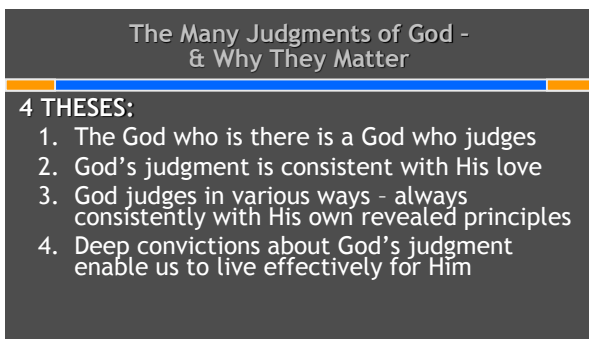 The Many Judgments of God –
& Why They Matter
4 THESES:
1. The God who is there is a God who judges
2. God's judgment is consistent with His love
3. God judges in various ways – always
consistently with His own revealed principles
4. Deep convictions about God's judgment
enable us to live effectively for Him